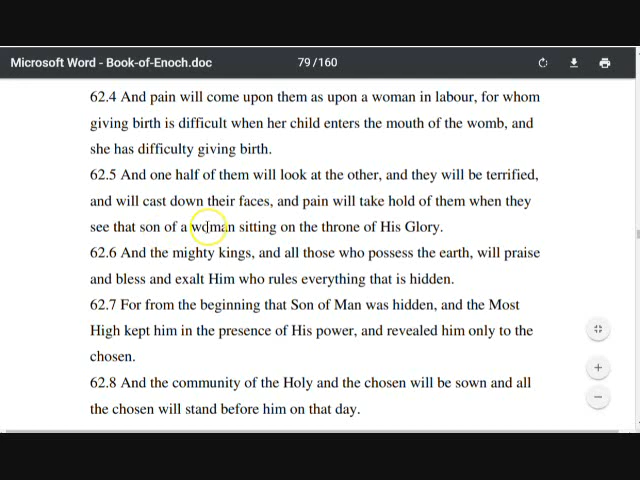 Microsoft Word - Book-of-Enoch.doc 79/160
62.4 And pain will come upon them as upon a woman in labour, for whom
giving birth is difficult when her child enters the mouth of the womb, and
she has difficulty giving birth.
62.5 And one half of them will look at the other, and they will be terrified,
and will cast down their faces, and pain will take hold of them when they
see that son of a woman sitting on the throne of His Glory.
62.6 And the mighty kings, and all those who possess the earth, will praise
and bless and exalt Him who rules everything that is hidden.
62.7 For from the beginning that Son of Man was hidden, and the Most
High kept him in the presence of His power, and revealed him only to the
chosen.
62.8 And the community of the Holy and the chosen will be sown and all
the chosen will stand before him on that day.